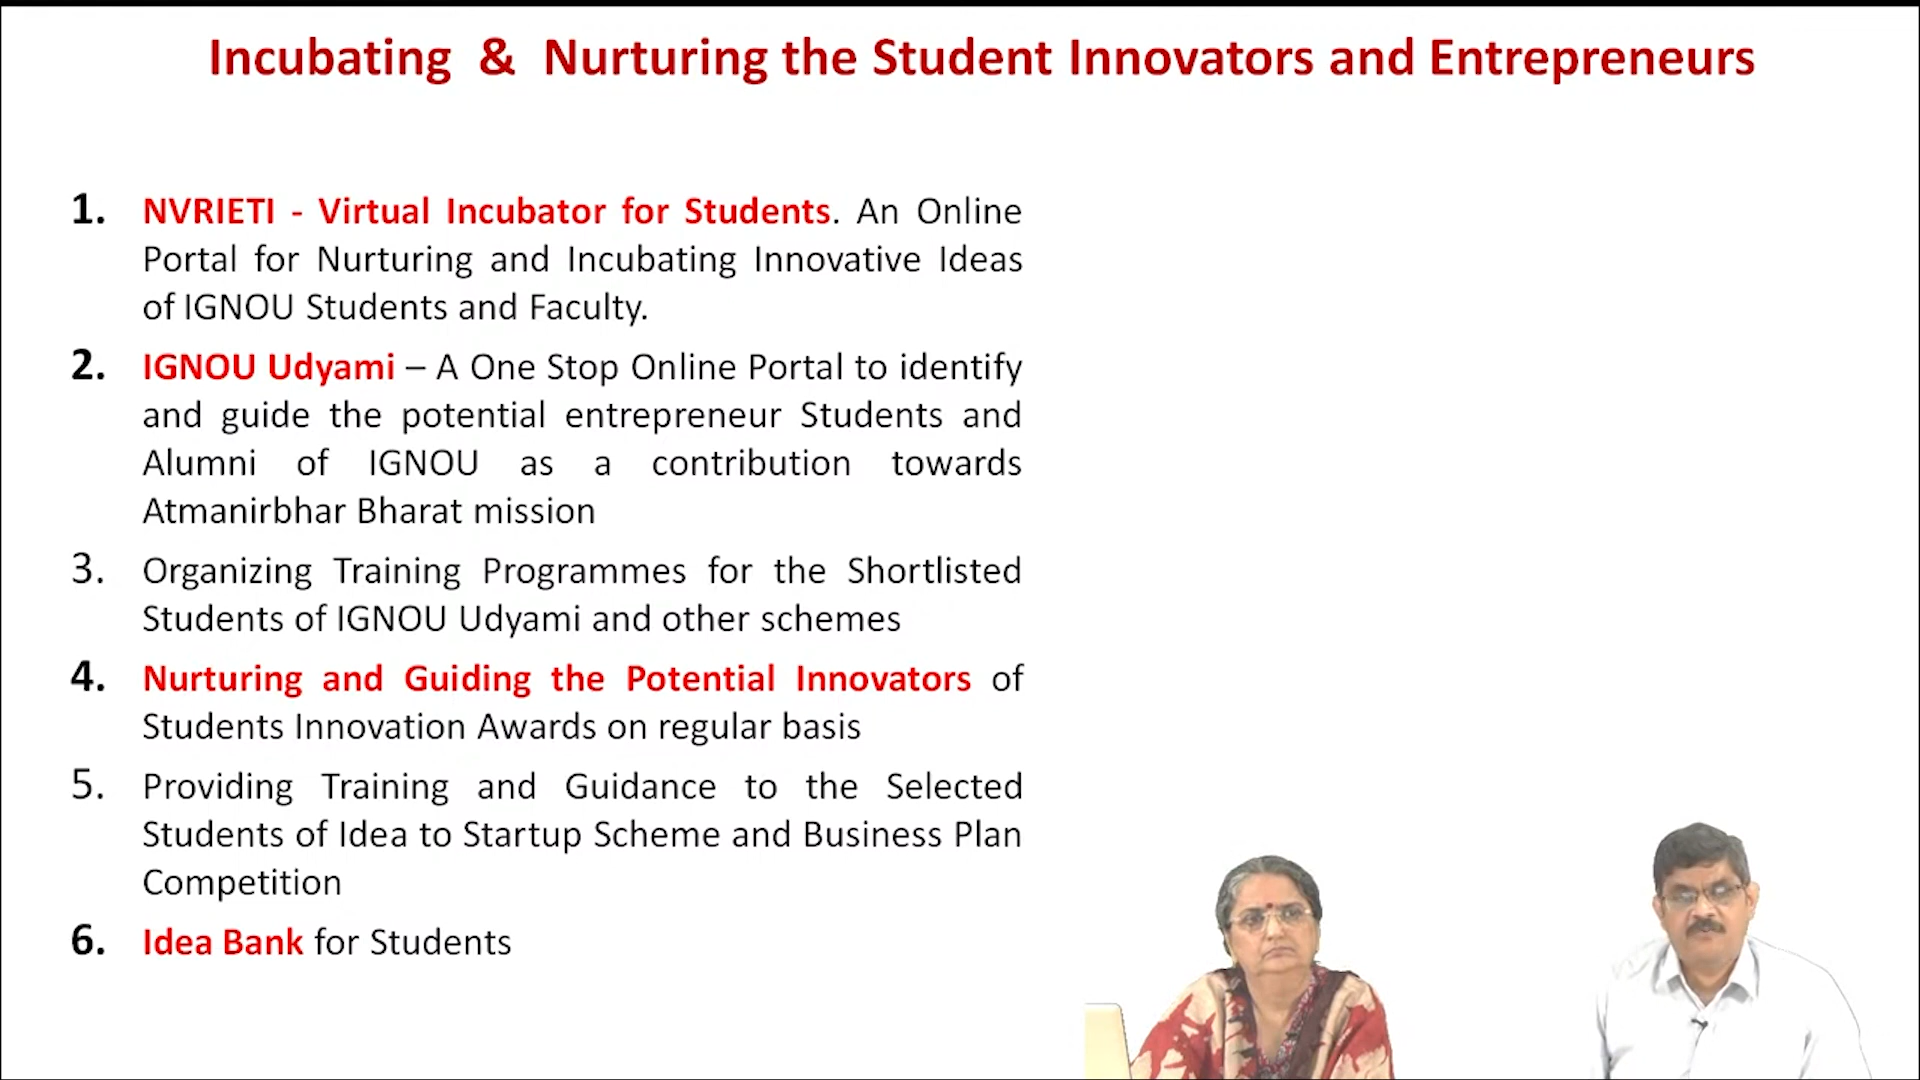 Incubating & Nurturing the Student Innovators and Entrepreneurs
1. NVRIETI - Virtual Incubator for Students. An Online
Portal for Nurturing and Incubating Innovative Ideas
of IGNOU Students and Faculty.
2. IGNOU Udyami – A One Stop Online Portal to identify
and guide the potential entrepreneur Students and
Alumni of IGNOU as a contribution towards
Atmanirbhar Bharat mission
3. Organizing Training Programmes for the Shortlisted
Students of IGNOU Udyami and other schemes
4. Nurturing and Guiding the Potential Innovators of
Students Innovation Awards on regular basis
5. Providing Training and Guidance to the Selected
Students of Idea to Startup Scheme and Business Plan
Competition
6. Idea Bank for Students